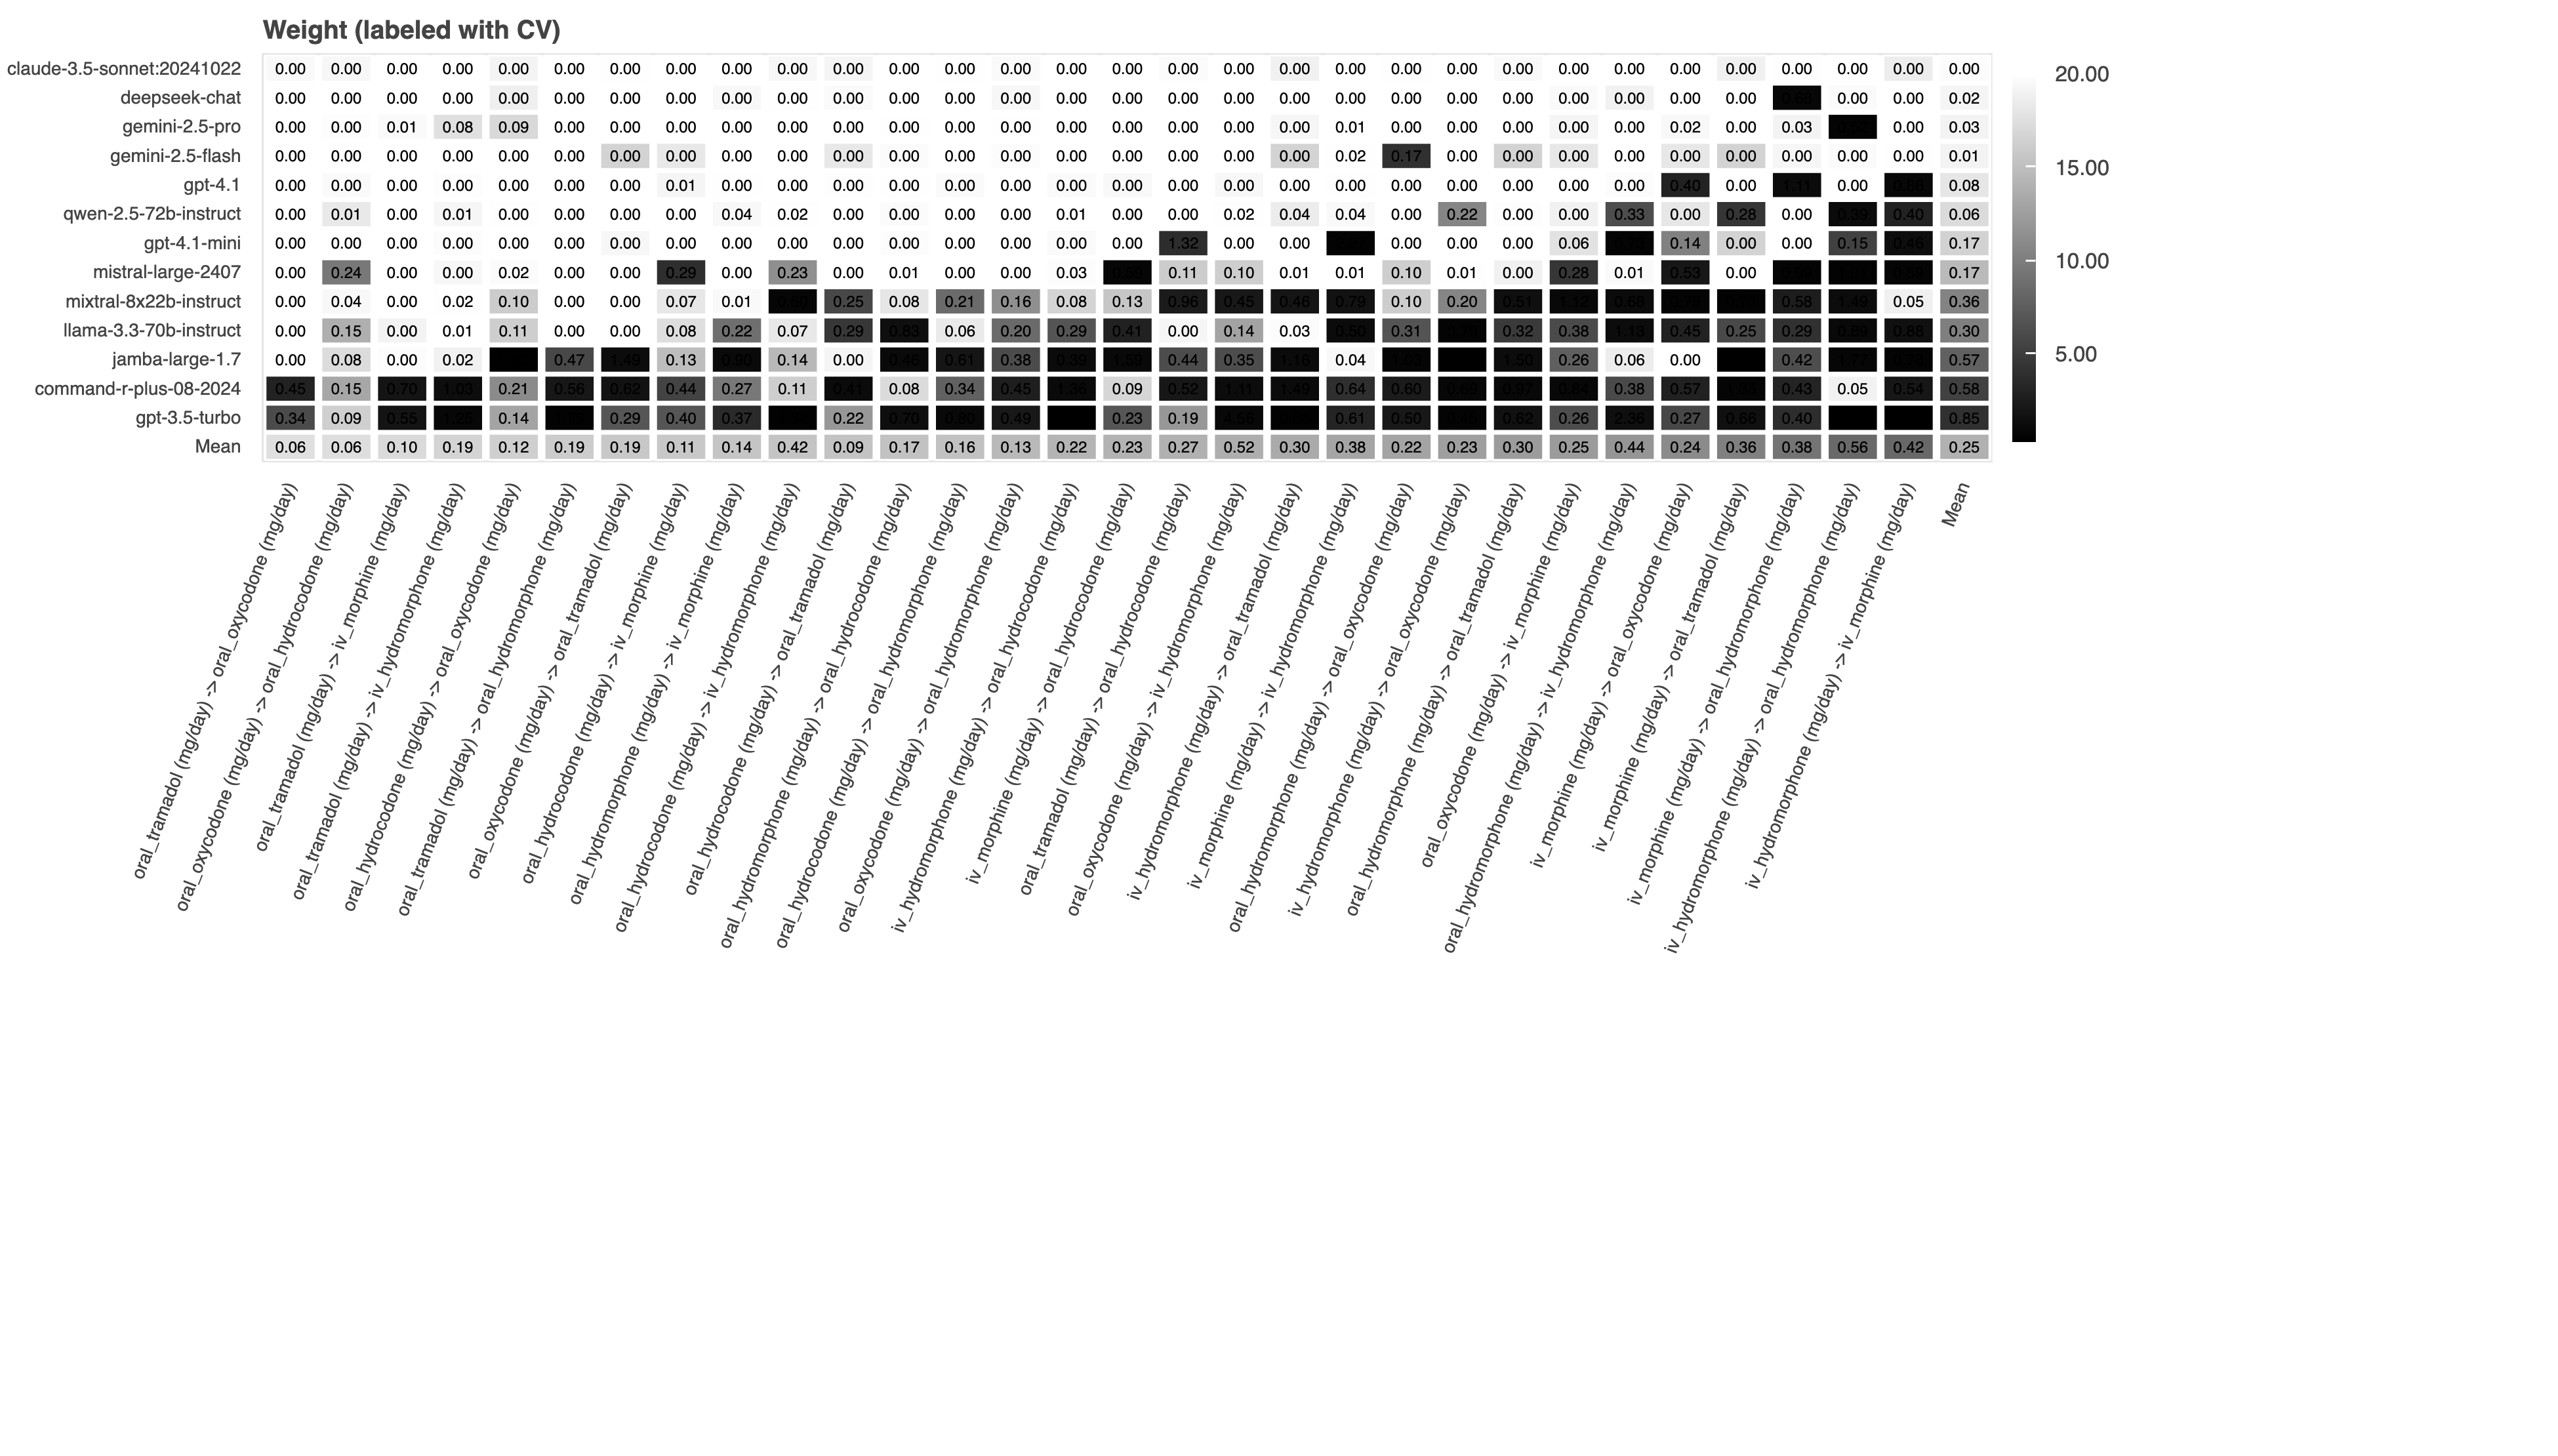 Weight (labeled with CV)
claude-3.5-sonnet:20241022 0.00 0.00 0.00 0.00 0.00 0.00 0.00 0.00 0.00 0.00 0.00 0.00 0.00 0.00 0.00 0.00 0.00 0.00 0.00 0.00 0.00 0.00 0.00 0.00 0.00 0.00 0.00 0.00 0.00 0.00 0.00
deepseek-chat 0.00 0.00 0.00 0.00 0.00 0.00 0.00 0.00 0.00 0.00 0.00 0.00 0.00 0.00 0.00 0.00 0.00 0.00 0.00 0.00 0.00 0.00 0.00 0.00 0.00 0.00 0.00 0.00 0.00 0.02
gemini-2.5-pro 0.00 0.00 0.01 0.08 0.09 0.00 0.00 0.00 0.00 0.00 0.00 0.00 0.00 0.00 0.00 0.00 0.00 0.00 0.00 0.01 0.00 0.00 0.00 0.00 0.00 0.02 0.00 0.03 0.00 0.03
gemini-2.5-flash 0.00 0.00 0.00 0.00 0.00 0.00 0.00 0.00 0.00 0.00 0.00 0.00 0.00 0.00 0.00 0.00 0.00 0.00 0.00 0.02 0.17 0.00 0.00 0.00 0.00 0.00 0.00 0.00 0.00 0.00 0.01
gpt-4.1 0.00 0.00 0.00 0.00 0.00 0.00 0.00 0.01 0.00 0.00 0.00 0.00 0.00 0.00 0.00 0.00 0.00 0.00 0.00 0.00 0.00 0.00 0.00 0.00 0.00 0.40 0.00 1.11 0.00 0.08
qwen-2.5-72b-instruct 0.00 0.01 0.00 0.01 0.00 0.00 0.00 0.00 0.04 0.02 0.00 0.00 0.00 0.00 0.01 0.00 0.00 0.02 0.04 0.04 0.00 0.22 0.00 0.00 0.33 0.00 0.28 0.00 0.39 0.40 0.06
gpt-4.1-mini 0.00 0.00 0.00 0.00 0.00 0.00 0.00 0.00 0.00 0.00 0.00 0.00 0.00 0.00 0.00 0.00 1.32 0.00 0.00 0.00 0.00 0.00 0.06 0.14 0.00 0.00 0.15 0.46 0.17
mistral-large-2407 0.00 0.24 0.00 0.00 0.02 0.00 0.00 0.29 0.00 0.23 0.00 0.01 0.00 0.00 0.03 0.11 0.10 0.01 0.01 0.10 0.01 0.00 0.28 0.01 0.53 0.00 0.17
mixtral-8x22b-instruct 0.00 0.04 0.00 0.02 0.10 0.00 0.00 0.07 0.01 0.25 0.08 0.21 0.16 0.08 0.13 0.96 0.45 0.46 0.79 0.10 0.20 0.51 1.12 0.58 1.49 0.05 0.36
llama-3.3-70b-instruct 0.00 0.15 0.00 0.01 0.11 0.00 0.00 0.08 0.22 0.07 0.29 0.83 0.06 0.20 0.29 0.41 0.00 0.14 0.03 0.50 0.31 0.32 0.38 1.13 0.45 0.25 0.29 0.88 0.30
jamba-large-1.7 0.00 0.08 0.00 0.02 0.47 1.49 0.13 0.90 0.14 0.00 0.46 0.61 0.38 0.39 1.59 0.44 0.35 1.16 0.04 1.50 0.26 0.06 0.00 0.42 1.77 0.57
command-r-plus-08-2024 0.45 0.15 0.70 1.03 0.21 0.56 0.62 0.44 0.27 0.11 0.41 0.08 0.34 0.45 0.09 0.52 1.11 1.49 0.64 0.60 0.97 0.38 0.57 0.43 0.05 0.54 0.58
gpt-3.5-turbo 0.34 0.09 0.55 0.14 0.29 0.40 0.37 0.22 0.70 0.49 0.23 0.19 4.56 0.61 0.50 0.62 0.26 2.36 0.27 0.66 0.40 0.85
Mean 0.06 0.06 0.10 0.19 0.12 0.19 0.19 0.11 0.14 0.42 0.09 0.17 0.16 0.13 0.22 0.23 0.27 0.52 0.30 0.38 0.22 0.23 0.30 0.25 0.44 0.24 0.36 0.38 0.56 0.42 0.25
oral_tramadol (mg/day) -> oral_oxycodone (mg/day)
oral_oxycodone (mg/day) -> oral_hydrocodone (mg/day)
oral_tramadol (mg/day) -> iv_morphine (mg/day)
oral_tramadol (mg/day) -> iv_hydromorphone (mg/day)
oral_hydrocodone (mg/day) -> oral_oxycodone (mg/day)
oral_tramadol (mg/day) -> oral_hydromorphone (mg/day)
oral_oxycodone (mg/day) -> oral_tramadol (mg/day)
oral_hydrocodone (mg/day) -> iv_morphine (mg/day)
oral_hydromorphone (mg/day) -> iv_morphine (mg/day)
oral_hydrocodone (mg/day) -> iv_hydromorphone (mg/day)
oral_hydrocodone (mg/day) -> oral_tramadol (mg/day)
oral_hydromorphone (mg/day) -> oral_hydrocodone (mg/day)
oral_hydrocodone (mg/day) -> oral_hydromorphone (mg/day)
oral_oxycodone (mg/day) -> oral_hydromorphone (mg/day)
iv_hydromorphone (mg/day) -> oral_hydrocodone (mg/day)
iv_morphine (mg/day) -> oral_hydrocodone (mg/day)
oral_tramadol (mg/day) -> oral_hydrocodone (mg/day)
oral_oxycodone (mg/day) -> iv_hydromorphone (mg/day)
iv_hydromorphone (mg/day) -> oral_tramadol (mg/day)
iv_morphine (mg/day) -> iv_hydromorphone (mg/day)
oral_hydromorphone (mg/day) -> oral_oxycodone (mg/day)
iv_hydromorphone (mg/day) -> oral_oxycodone (mg/day)
oral_hydromorphone (mg/day) -> oral_tramadol (mg/day)
oral_oxycodone (mg/day) -> iv_morphine (mg/day)
oral_hydromorphone (mg/day) -> iv_hydromorphone (mg/day)
iv_morphine (mg/day) -> oral_oxycodone (mg/day)
iv_morphine (mg/day) -> oral_tramadol (mg/day)
iv_morphine (mg/day) -> oral_hydromorphone (mg/day)
iv_hydromorphone (mg/day) -> oral_hydromorphone (mg/day)
iv_hydromorphone (mg/day) -> iv_morphine (mg/day)
Mean
20.00
15.00
10.00
5.00